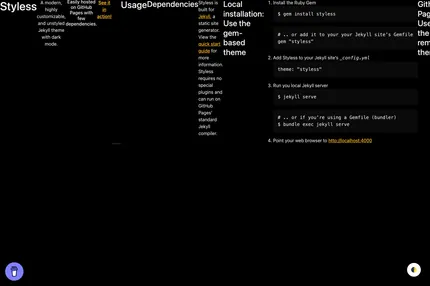 Styless
A modern,
highly
customizable,
and unstyled
Jekyll theme
with dark
mode.
Easily hosted
on GitHub
Pages with
few
dependencies.
See it
in
action!
Usage
Dependencies
Styless is
built for
Jekyll, a
static site
generator.
View the
quick start
guide for
more
information.
Styless
requires no
special
plugins and
can run on
GitHub
Pages'
standard
Jekyll
compiler.
Local
installation:
Use the
gem-
based
theme
1. Install the Ruby Gem
$ gem install styless
# .. or add it to your your Jekyll site's Gemfile
gem "styless"
2. Add Styless to your Jekyll site's _config.yml
theme: "styless"
3. Run you local Jekyll server
$ jekyll serve
# .. or if you're using a Gemfile (bundler)
$ bundle exec jekyll serve
4. Point your web browser to http://localhost:4000